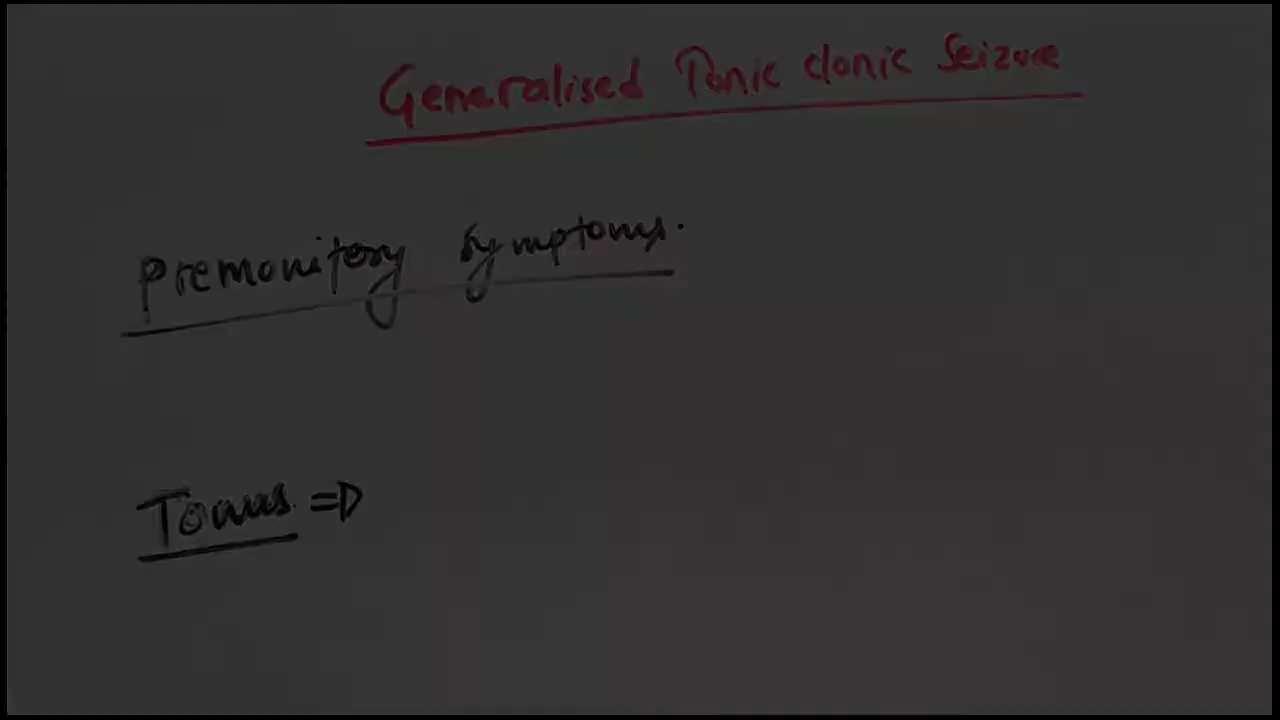 Generalised Tonic clonic Seizure
Premonitory Symptoms.
Tonus ⇒